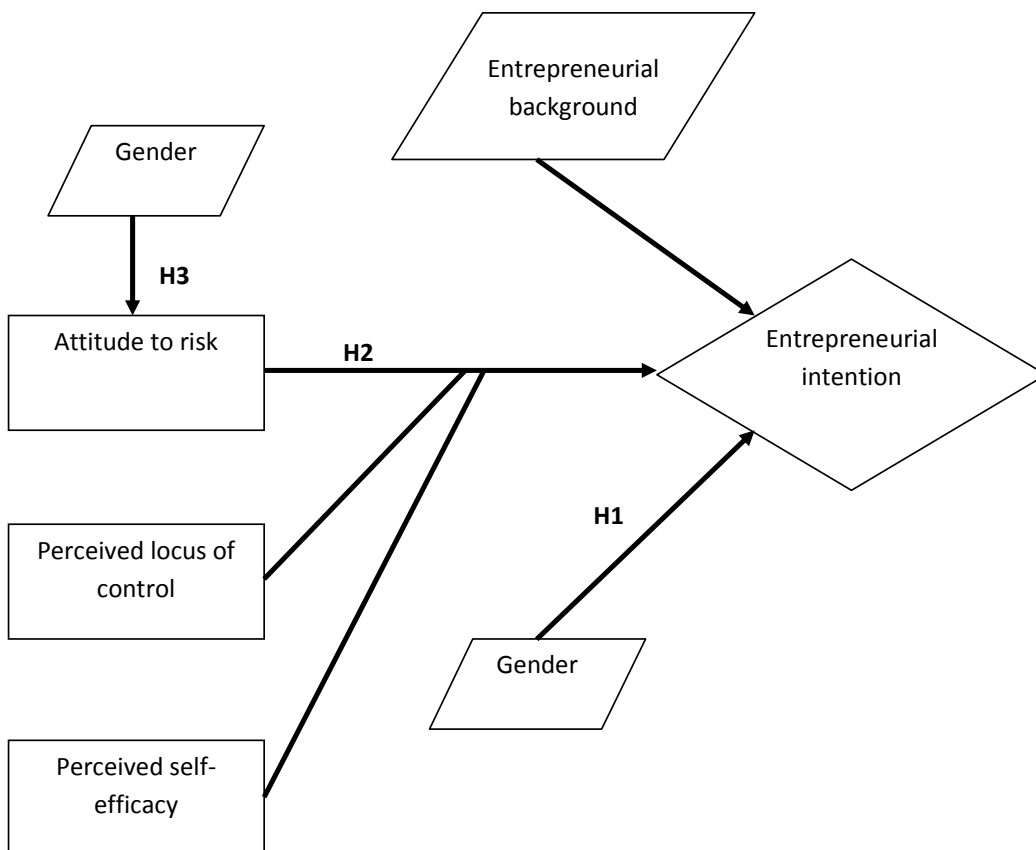 Entrepreneurial
background
Gender
H3
Attitude to risk
H2
Entrepreneurial
intention
H1
Perceived locus of
control
Gender
Perceived self-
efficacy